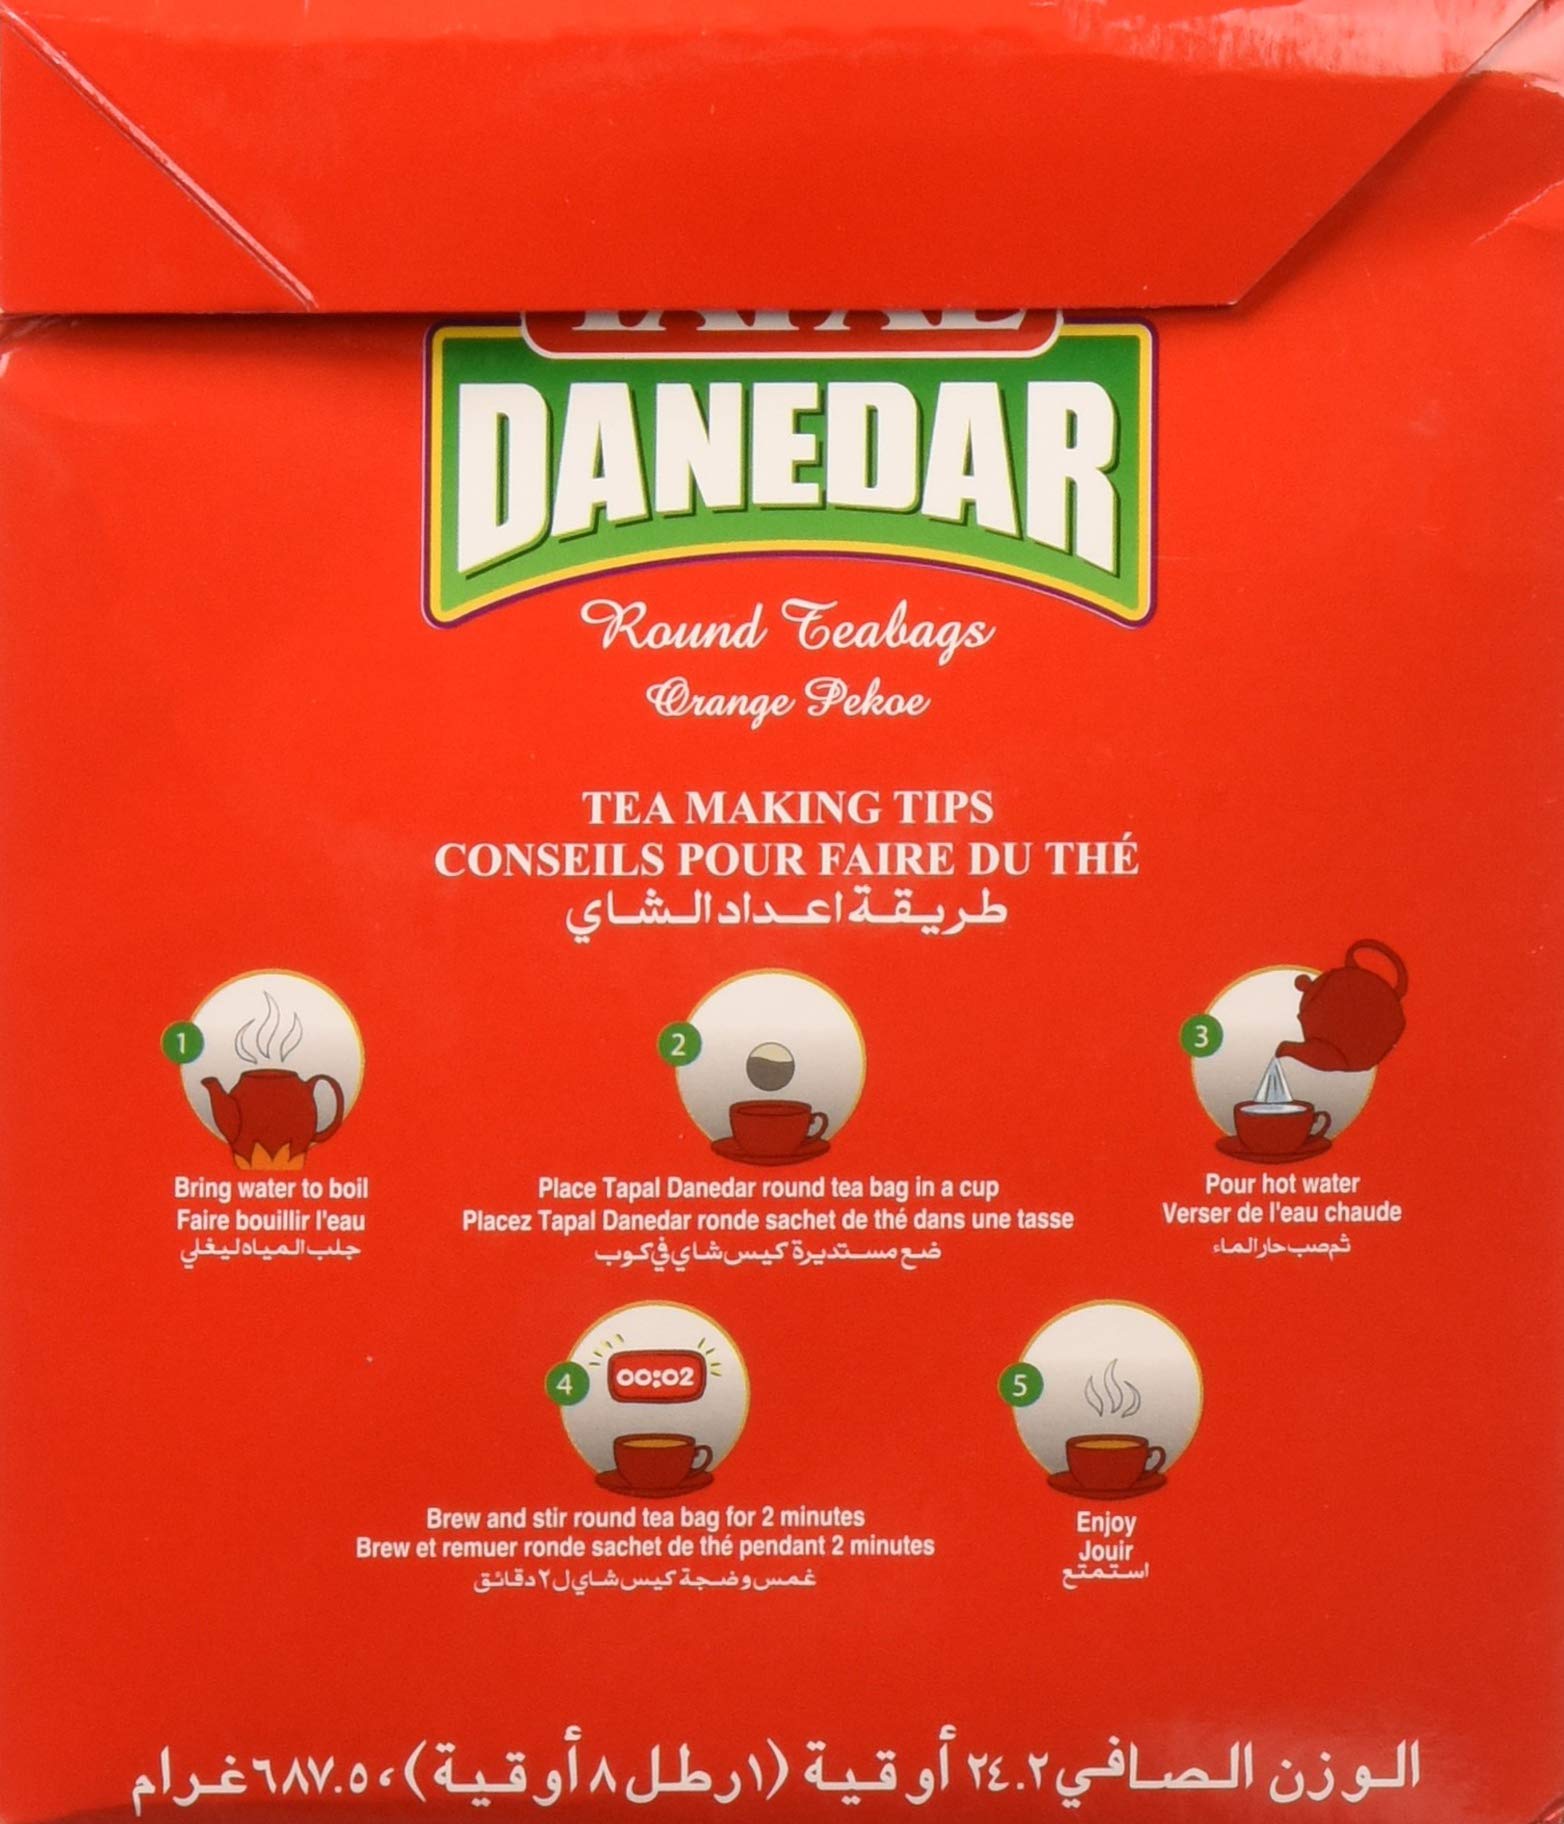 DANEDAR
Round Teabags
Orange Pekoe
TEA MAKING TIPS
CONSEILS POUR FAIRE DU THÉ
طريقة اعداد الشاي
1
Bring water to boil
Faire bouillir l'eau
جلب المياه ليغلي
2
Place Tapal Danedar round tea bag in a cup
Placez Tapal Danedar ronde sachet de thé dans une tasse
ضع مستديرة كيس شاي في كوب
3
Pour hot water
Verser de l'eau chaude
ثم صب حار الماء
4
00:02
Brew and stir round tea bag for 2 minutes
Brew et remuer ronde sachet de thé pendant 2 minutes
غمس وضجة كيس شاي ل ٢ دقائق
5
Enjoy
Jouir
استمتع
الوزن الصافي ٢٤.٢ أوقية (١ رطل ٨ أوقية)، ٦٨٧.٥ غرام